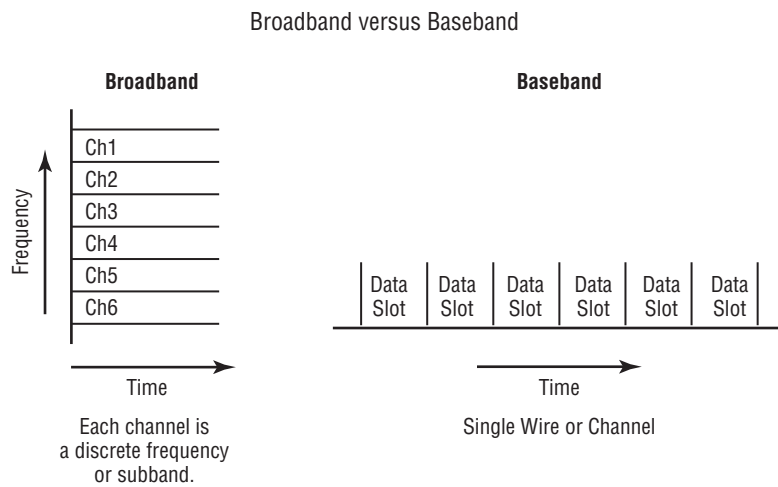 Broadband versus Baseband
Broadband
Frequency
Ch1
Ch2
Ch3
Ch4
Ch5
Ch6
Time
Each channel is
a discrete frequency
or subband.
Baseband
Data Data Data Data Data Data
Slot Slot Slot Slot Slot Slot
Time
Single Wire or Channel